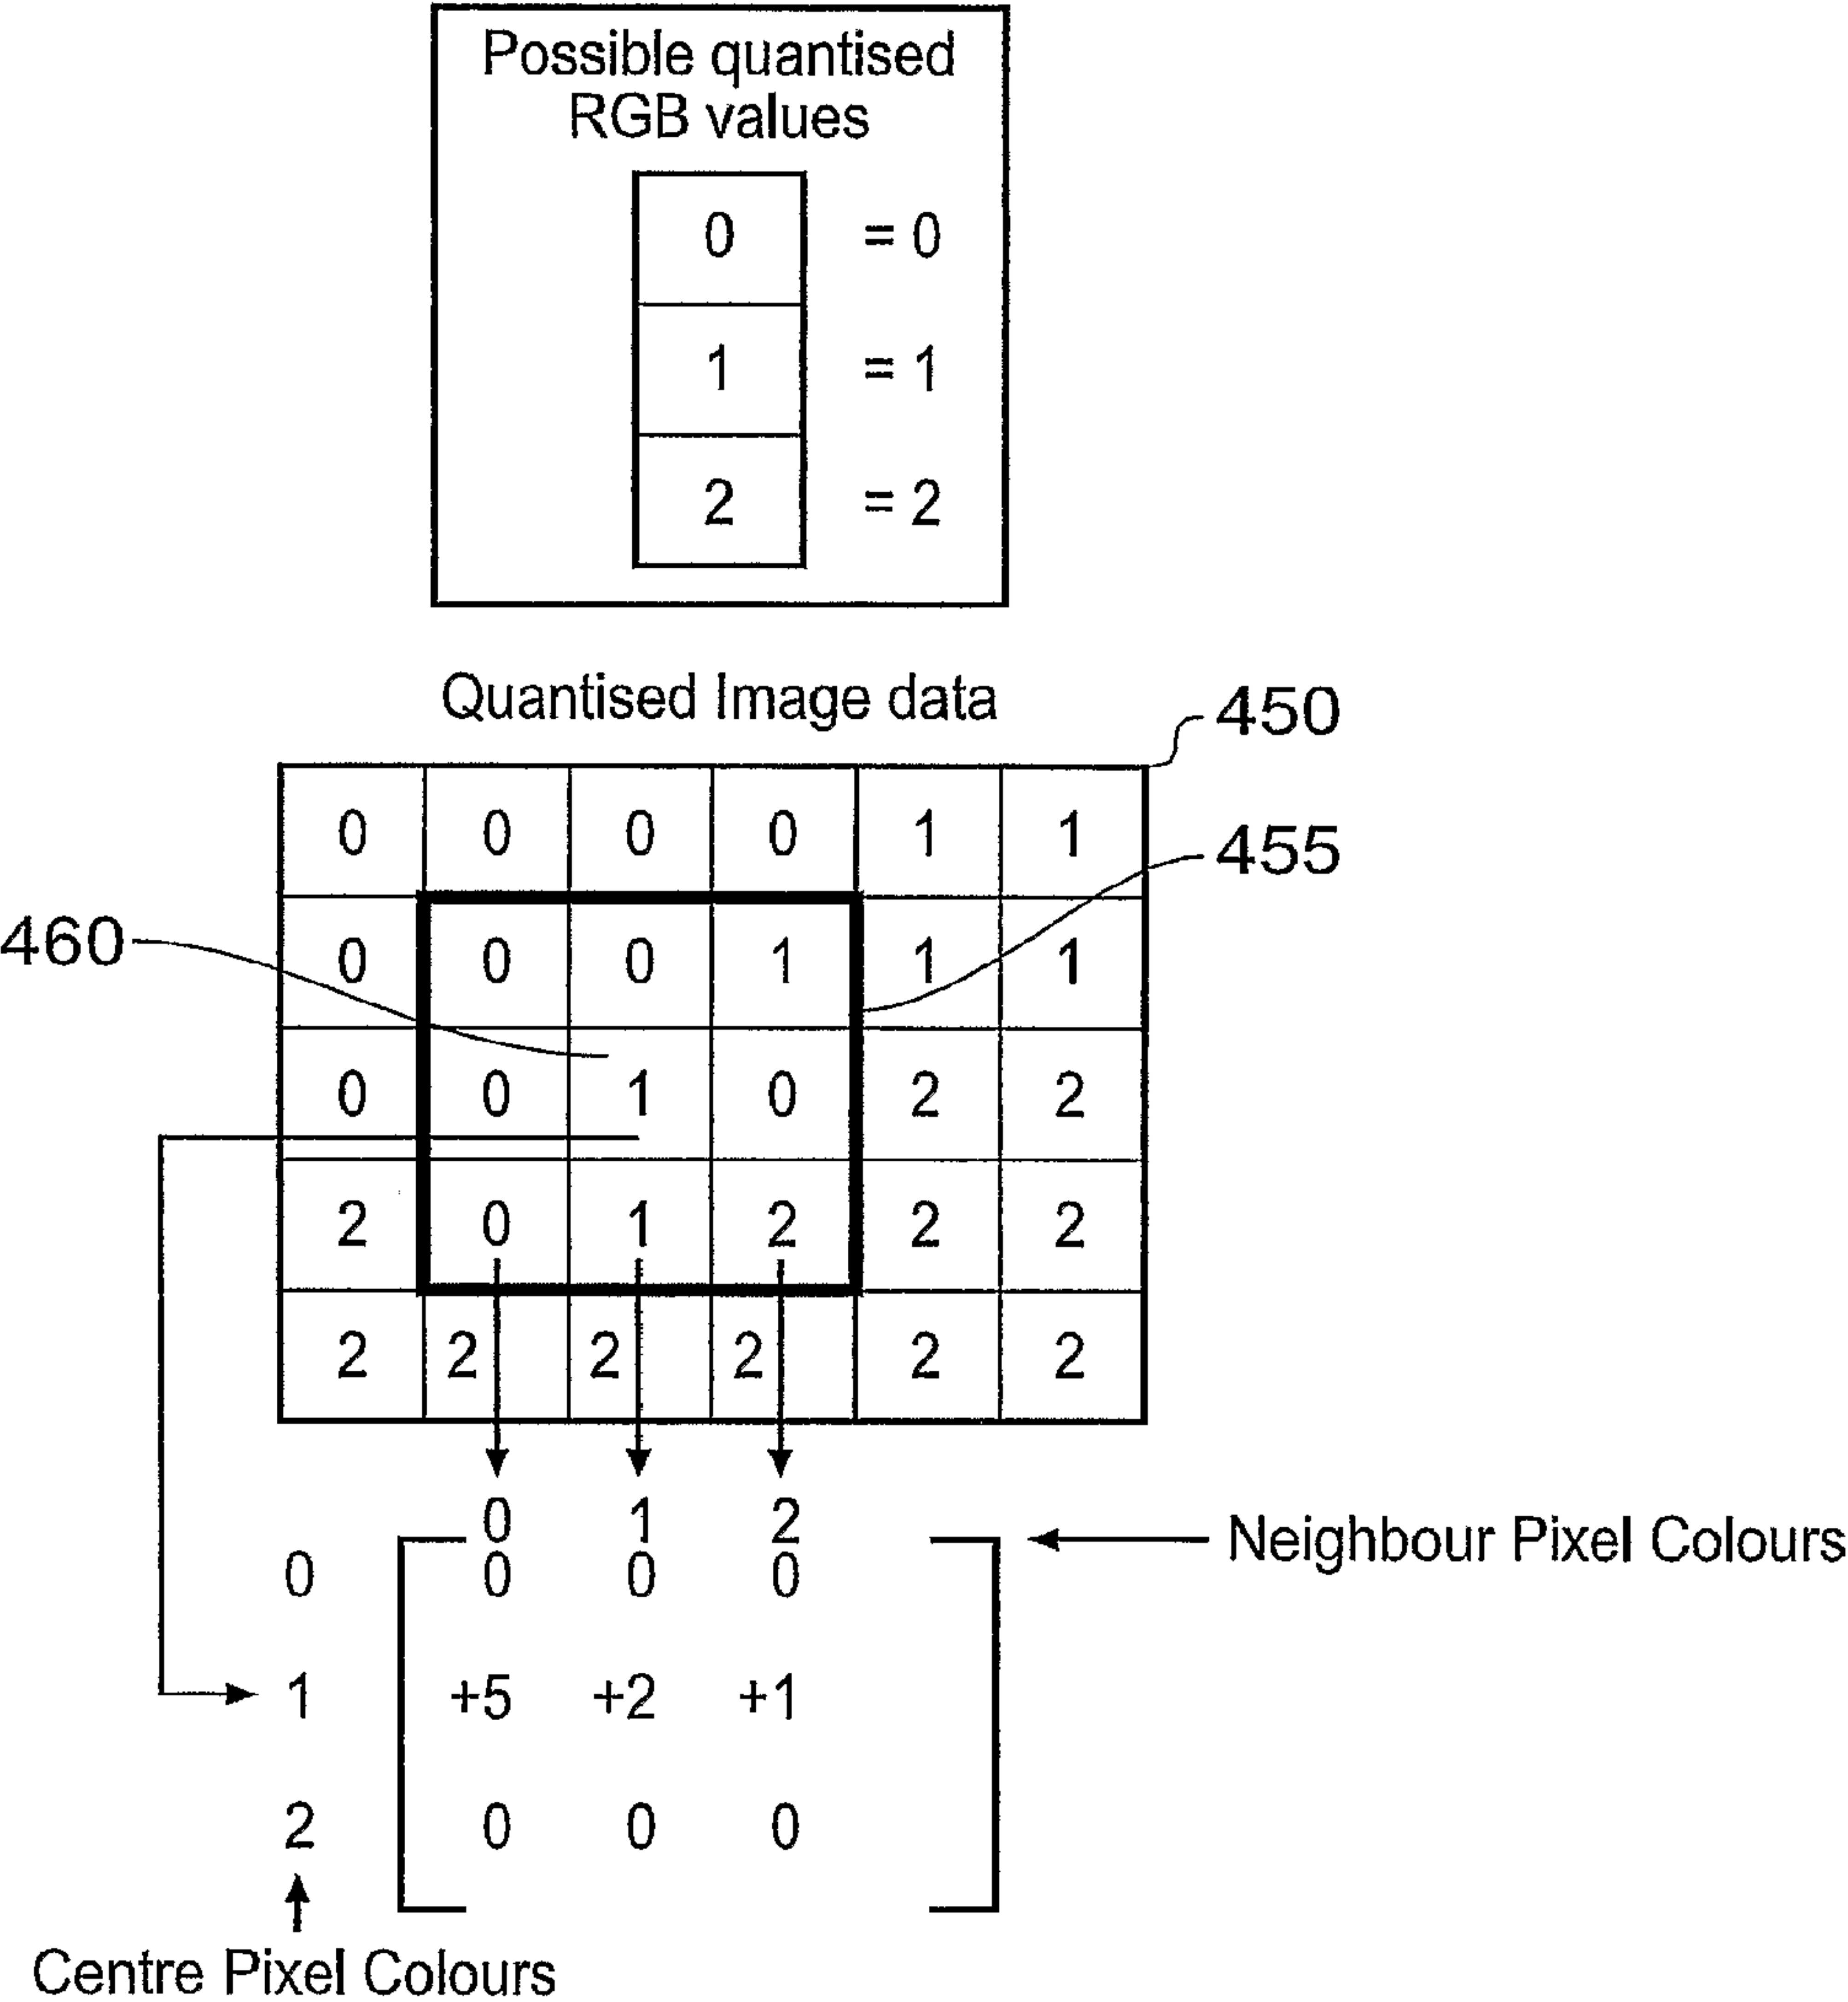 Possible quantised
RGB values
0 = 0
1 = 1
2 = 2
Quantised Image data
450
0 0 0 0 1 1
455
460
0 0 0 1 1 1
0 0 1 0 2 2
2 0 1 2 2 2
2 2 2 2 2 2
0 1 2
Neighbour Pixel Colours
0 0 0 0
1 +5 +2 +1
2 0 0 0
Centre Pixel Colours